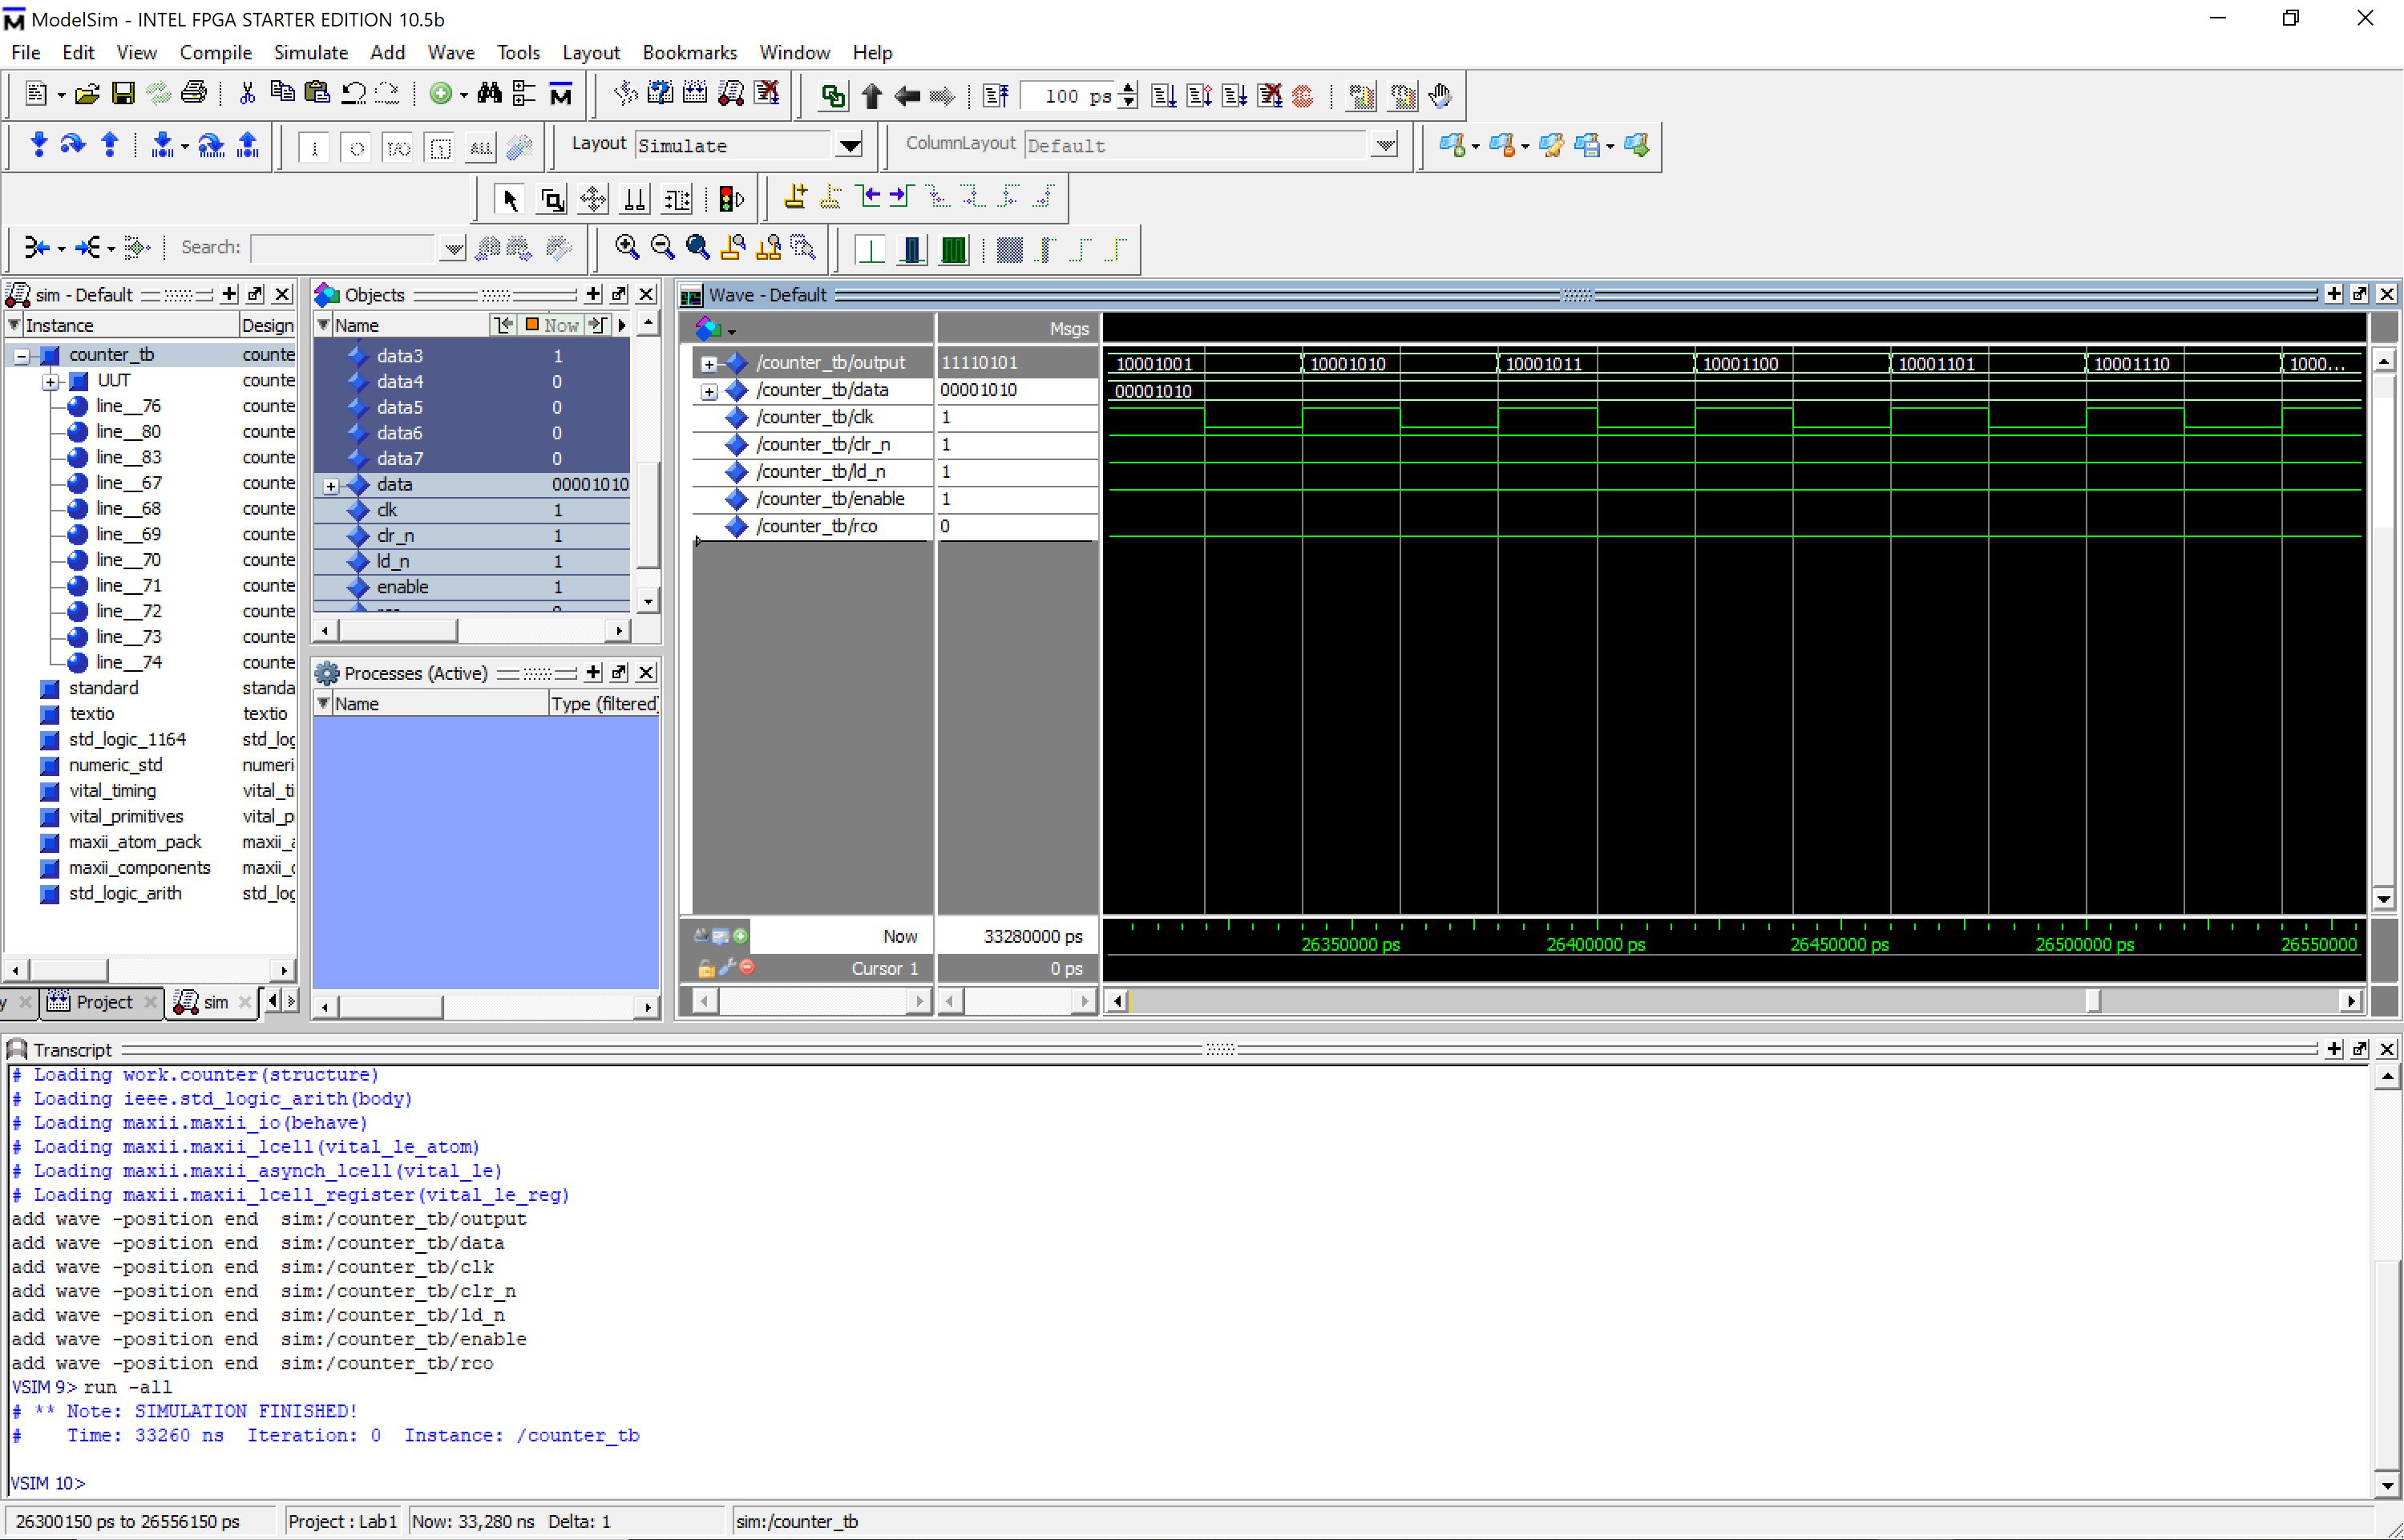 ModelSim - INTEL FPGA STARTER EDITION 10.5b
File Edit View Compile Simulate Add Wave Tools Layout Bookmarks Window Help
100 ps
Layout Simulate ColumnLayout Default
Search:
sim - Default
Instance Design
counter_tb counte
UUT counte
line__76 counte
line__80 counte
line__83 counte
line__67 counte
line__68 counte
line__69 counte
line__70 counte
line__71 counte
line__72 counte
line__73 counte
line__74 counte
standard standa
textio textio
std_logic_1164 std_log
numeric_std numeri
vital_timing vital_ti
vital_primitives vital_p
maxii_atom_pack maxii_a
maxii_components maxii_c
std_logic_arith std_log
y Project sim
Objects
Name Now
data3 1
data4 0
data5 0
data6 0
data7 0
data 00001010
clk 1
clr_n 1
ld_n 1
enable 1
Processes (Active)
Name Type (filtered)
Wave - Default
Msgs
/counter_tb/output 11110101 10001001 10001010 10001011 10001100 10001101 10001110 1000...
/counter_tb/data 00001010 00001010
/counter_tb/clk 1
/counter_tb/clr_n 1
/counter_tb/ld_n 1
/counter_tb/enable 1
/counter_tb/rco 0
Now 33280000 ps 26350000 ps 26400000 ps 26450000 ps 26500000 ps 26550000
Cursor 1 0 ps
Transcript
# Loading work.counter(structure)
# Loading ieee.std_logic_arith(body)
# Loading maxii.maxii_io(behave)
# Loading maxii.maxii_lcell(vital_le_atom)
# Loading maxii.maxii_asynch_lcell(vital_le)
# Loading maxii.maxii_lcell_register(vital_le_reg)
add wave -position end  sim:/counter_tb/output
add wave -position end  sim:/counter_tb/data
add wave -position end  sim:/counter_tb/clk
add wave -position end  sim:/counter_tb/clr_n
add wave -position end  sim:/counter_tb/ld_n
add wave -position end  sim:/counter_tb/enable
add wave -position end  sim:/counter_tb/rco
VSIM 9> run -all
# ** Note: SIMULATION FINISHED!
#    Time: 33260 ns  Iteration: 0  Instance: /counter_tb
VSIM 10>
26300150 ps to 26556150 ps Project : Lab1 Now: 33,280 ns  Delta: 1 sim:/counter_tb